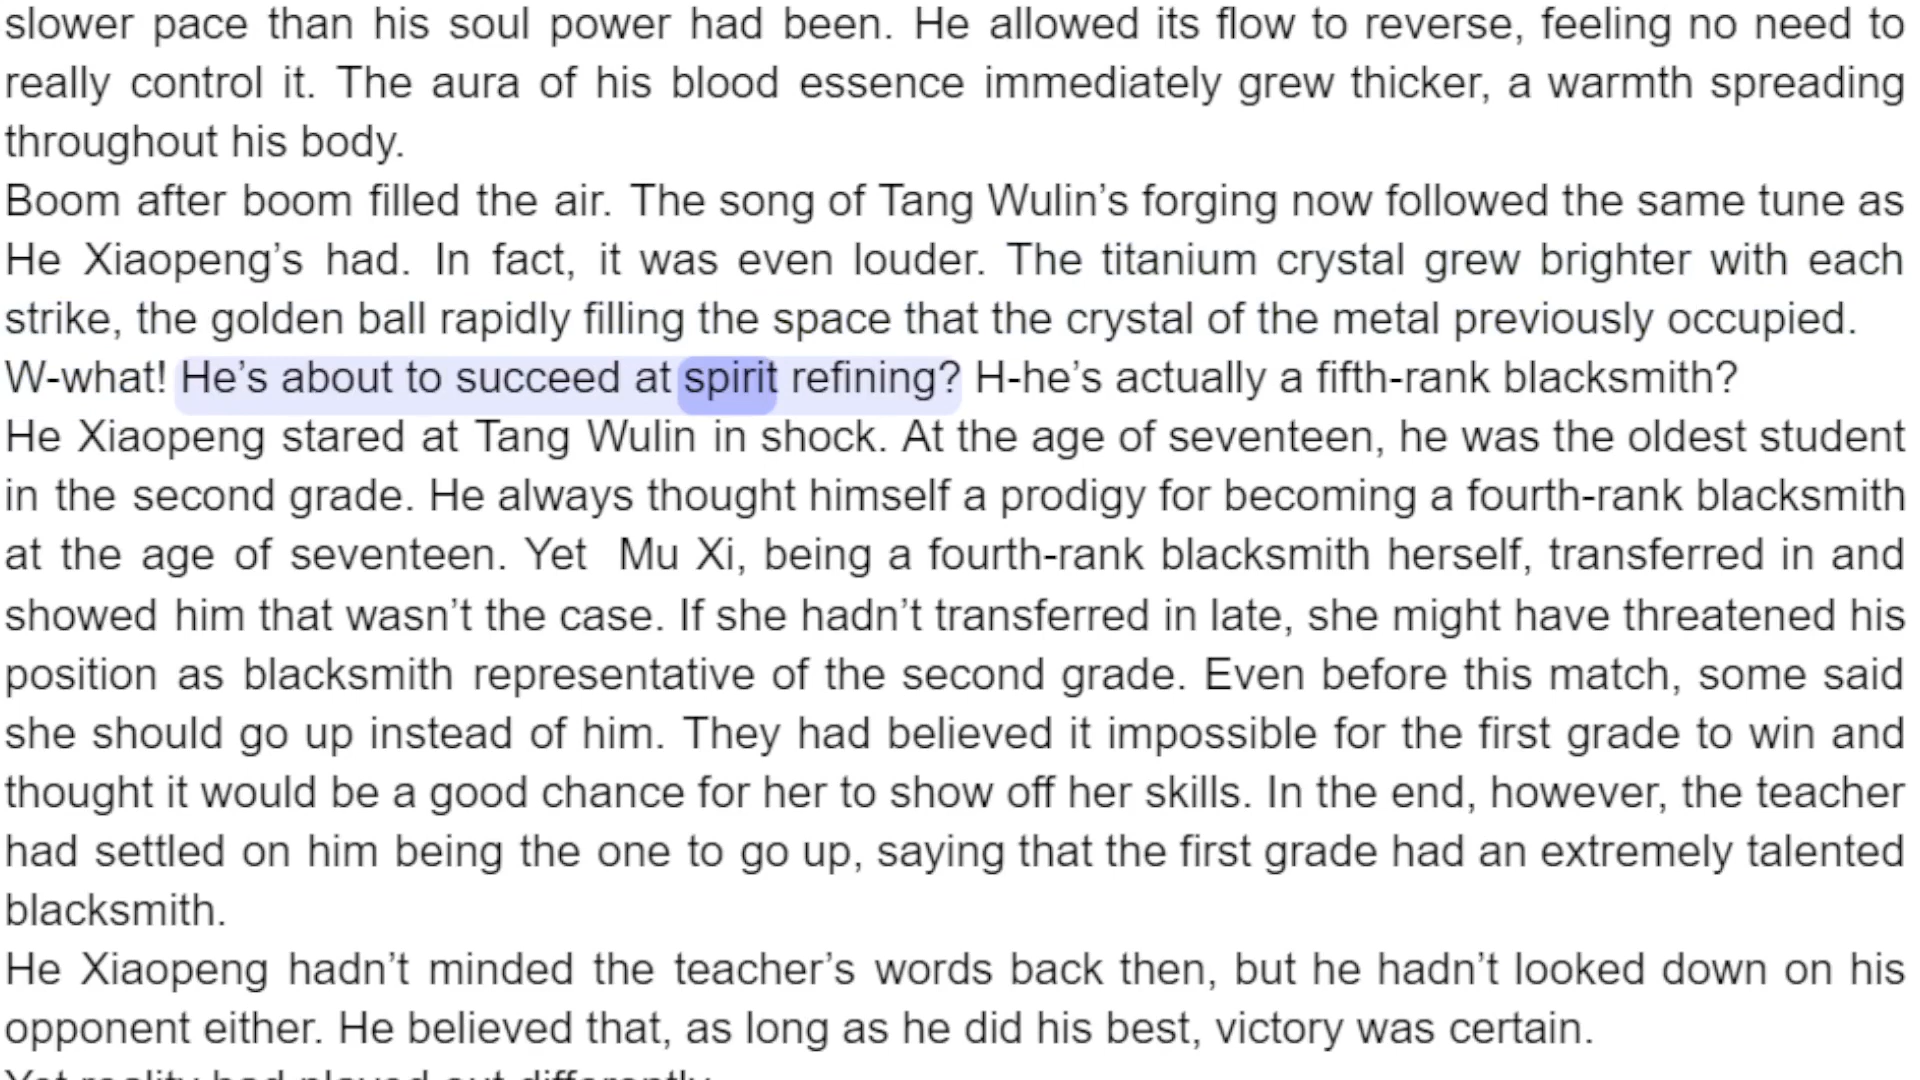 slower pace than his soul power had been. He allowed its flow to reverse, feeling no need to
really control it. The aura of his blood essence immediately grew thicker, a warmth spreading
throughout his body.
Boom after boom filled the air. The song of Tang Wulin’s forging now followed the same tune as
He Xiaopeng’s had. In fact, it was even louder. The titanium crystal grew brighter with each
strike, the golden ball rapidly filling the space that the crystal of the metal previously occupied.
W-what! He’s about to succeed at spirit refining? H-he’s actually a fifth-rank blacksmith?
He Xiaopeng stared at Tang Wulin in shock. At the age of seventeen, he was the oldest student
in the second grade. He always thought himself a prodigy for becoming a fourth-rank blacksmith
at the age of seventeen. Yet  Mu Xi, being a fourth-rank blacksmith herself, transferred in and
showed him that wasn’t the case. If she hadn’t transferred in late, she might have threatened his
position as blacksmith representative of the second grade. Even before this match, some said
she should go up instead of him. They had believed it impossible for the first grade to win and
thought it would be a good chance for her to show off her skills. In the end, however, the teacher
had settled on him being the one to go up, saying that the first grade had an extremely talented
blacksmith.
He Xiaopeng hadn’t minded the teacher’s words back then, but he hadn’t looked down on his
opponent either. He believed that, as long as he did his best, victory was certain.
Yet reality had played out differently